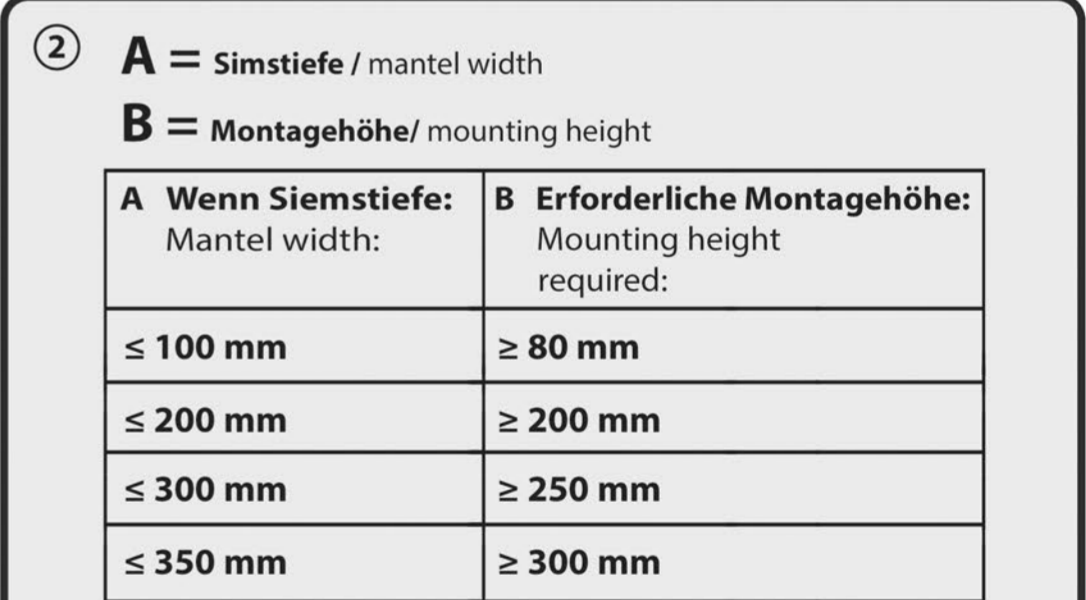 2 A = Simstiefe / mantel width
B = Montagehöhe/ mounting height
A Wenn Siemstiefe: B Erforderliche Montagehöhe:
Mantel width: Mounting height
required:
≤ 100 mm ≥ 80 mm
≤ 200 mm ≥ 200 mm
≤ 300 mm ≥ 250 mm
≤ 350 mm ≥ 300 mm